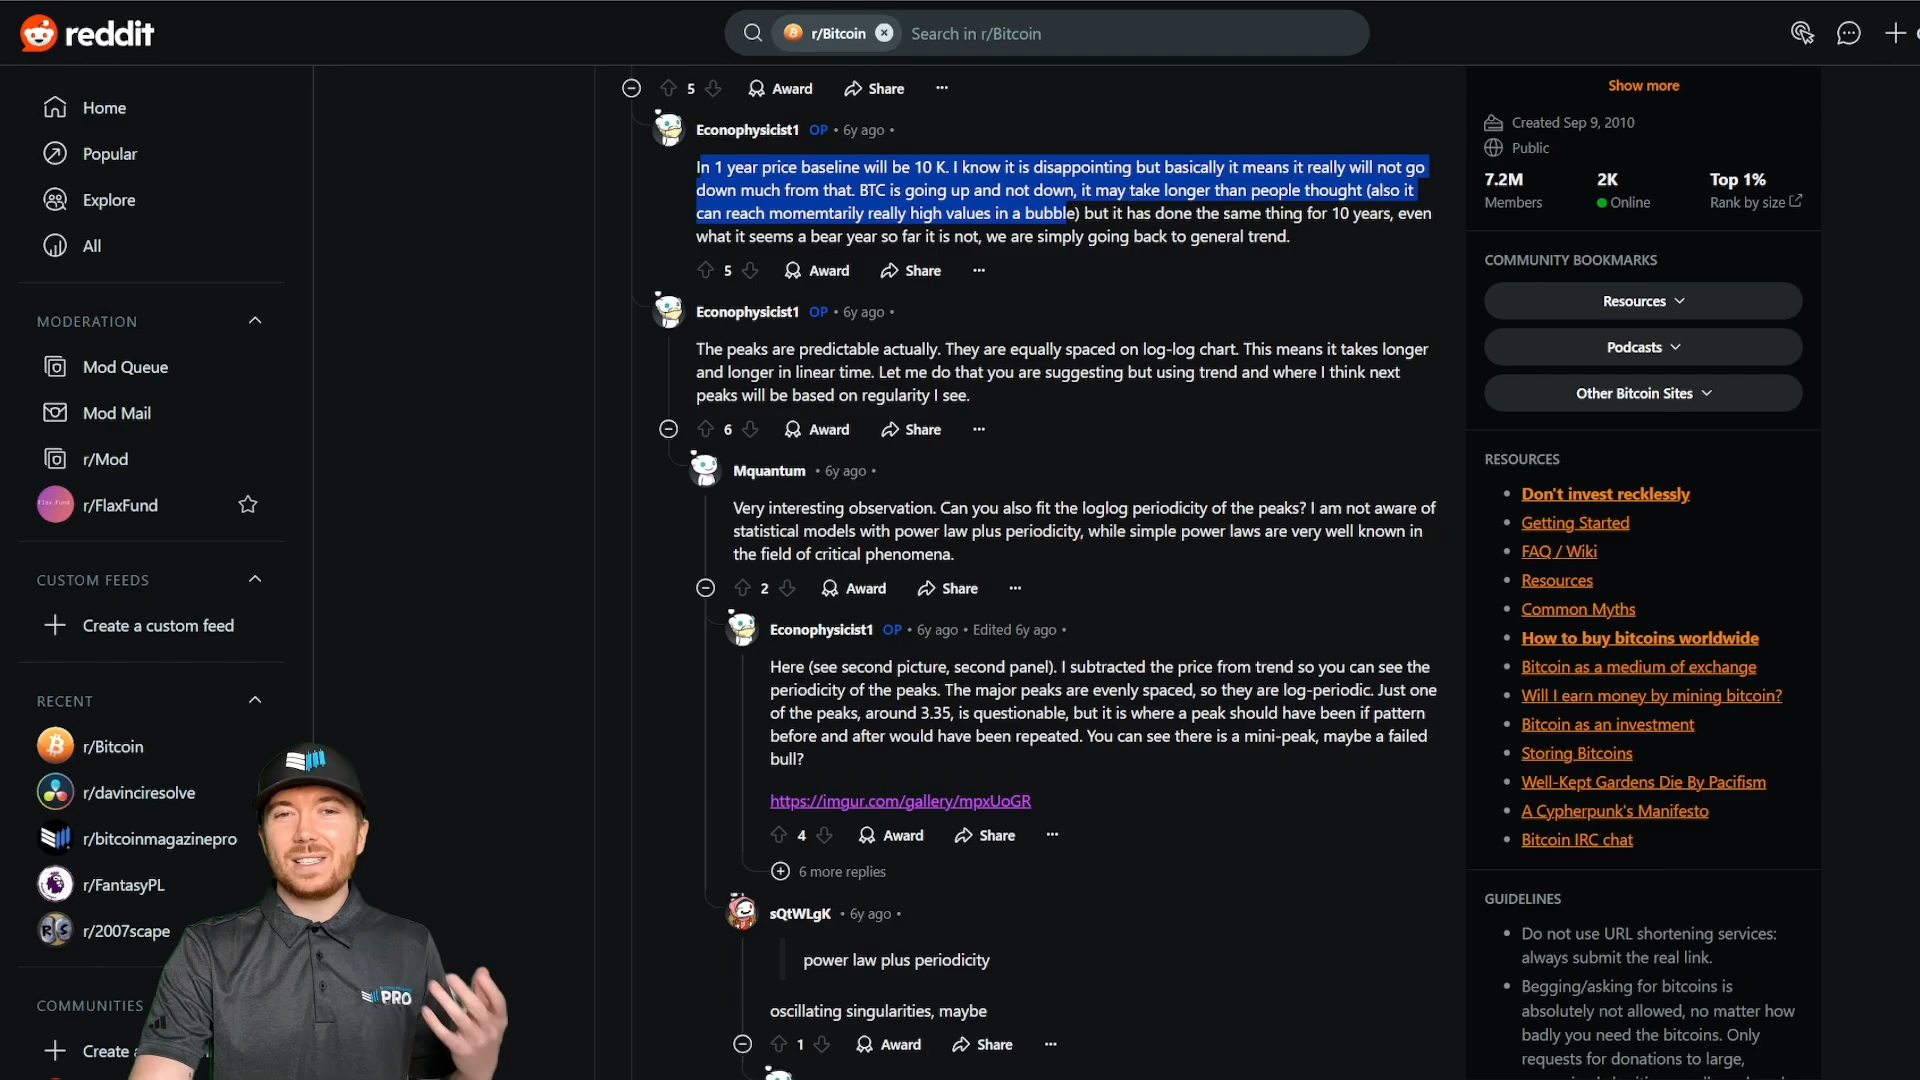 reddit
r/Bitcoin
Search in r/Bitcoin
Home
Popular
Explore
All
MODERATION
Mod Queue
Mod Mail
r/Mod
r/FlaxFund
CUSTOM FEEDS
Create a custom feed
RECENT
r/Bitcoin
r/davinciresolve
r/bitcoinmagazinepro
r/FantasyPL
r/2007scape
COMMUNITIES
Create
PRO
5 Award Share
Econophysicist1 OP • 6y ago •
In 1 year price baseline will be 10 K. I know it is disappointing but basically it means it really will not go
down much from that. BTC is going up and not down, it may take longer than people thought (also it
can reach momemtarily really high values in a bubble) but it has done the same thing for 10 years, even
what it seems a bear year so far it is not, we are simply going back to general trend.
5 Award Share
Econophysicist1 OP • 6y ago •
The peaks are predictable actually. They are equally spaced on log-log chart. This means it takes longer
and longer in linear time. Let me do that you are suggesting but using trend and where I think next
peaks will be based on regularity I see.
6 Award Share
Mquantum • 6y ago •
Very interesting observation. Can you also fit the loglog periodicity of the peaks? I am not aware of
statistical models with power law plus periodicity, while simple power laws are very well known in
the field of critical phenomena.
2 Award Share
Econophysicist1 OP • 6y ago • Edited 6y ago •
Here (see second picture, second panel). I subtracted the price from trend so you can see the
periodicity of the peaks. The major peaks are evenly spaced, so they are log-periodic. Just one
of the peaks, around 3.35, is questionable, but it is where a peak should have been if pattern
before and after would have been repeated. You can see there is a mini-peak, maybe a failed
bull?
https://imgur.com/gallery/mpxUoGR
4 Award Share
6 more replies
sQtWLgK • 6y ago •
power law plus periodicity
oscillating singularities, maybe
1 Award Share
Show more
Created Sep 9, 2010
Public
7.2M 2K Top 1%
Members Online Rank by size
COMMUNITY BOOKMARKS
Resources
Podcasts
Other Bitcoin Sites
RESOURCES
• Don't invest recklessly
• Getting Started
• FAQ / Wiki
• Resources
• Common Myths
• How to buy bitcoins worldwide
• Bitcoin as a medium of exchange
• Will I earn money by mining bitcoin?
• Bitcoin as an investment
• Storing Bitcoins
• Well-Kept Gardens Die By Pacifism
• A Cypherpunk's Manifesto
• Bitcoin IRC chat
GUIDELINES
• Do not use URL shortening services:
always submit the real link.
• Begging/asking for bitcoins is
absolutely not allowed, no matter how
badly you need the bitcoins. Only
requests for donations to large,